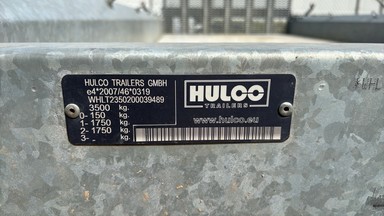 HULCO TRAILERS GMBH
e4*2007/46*0319
WHLT2350200039489
3500 kg.
0- 150 kg.
1- 1750 kg.
2- 1750 kg.
3- . kg.
HULCO
TRAILERS
www.hulco.eu